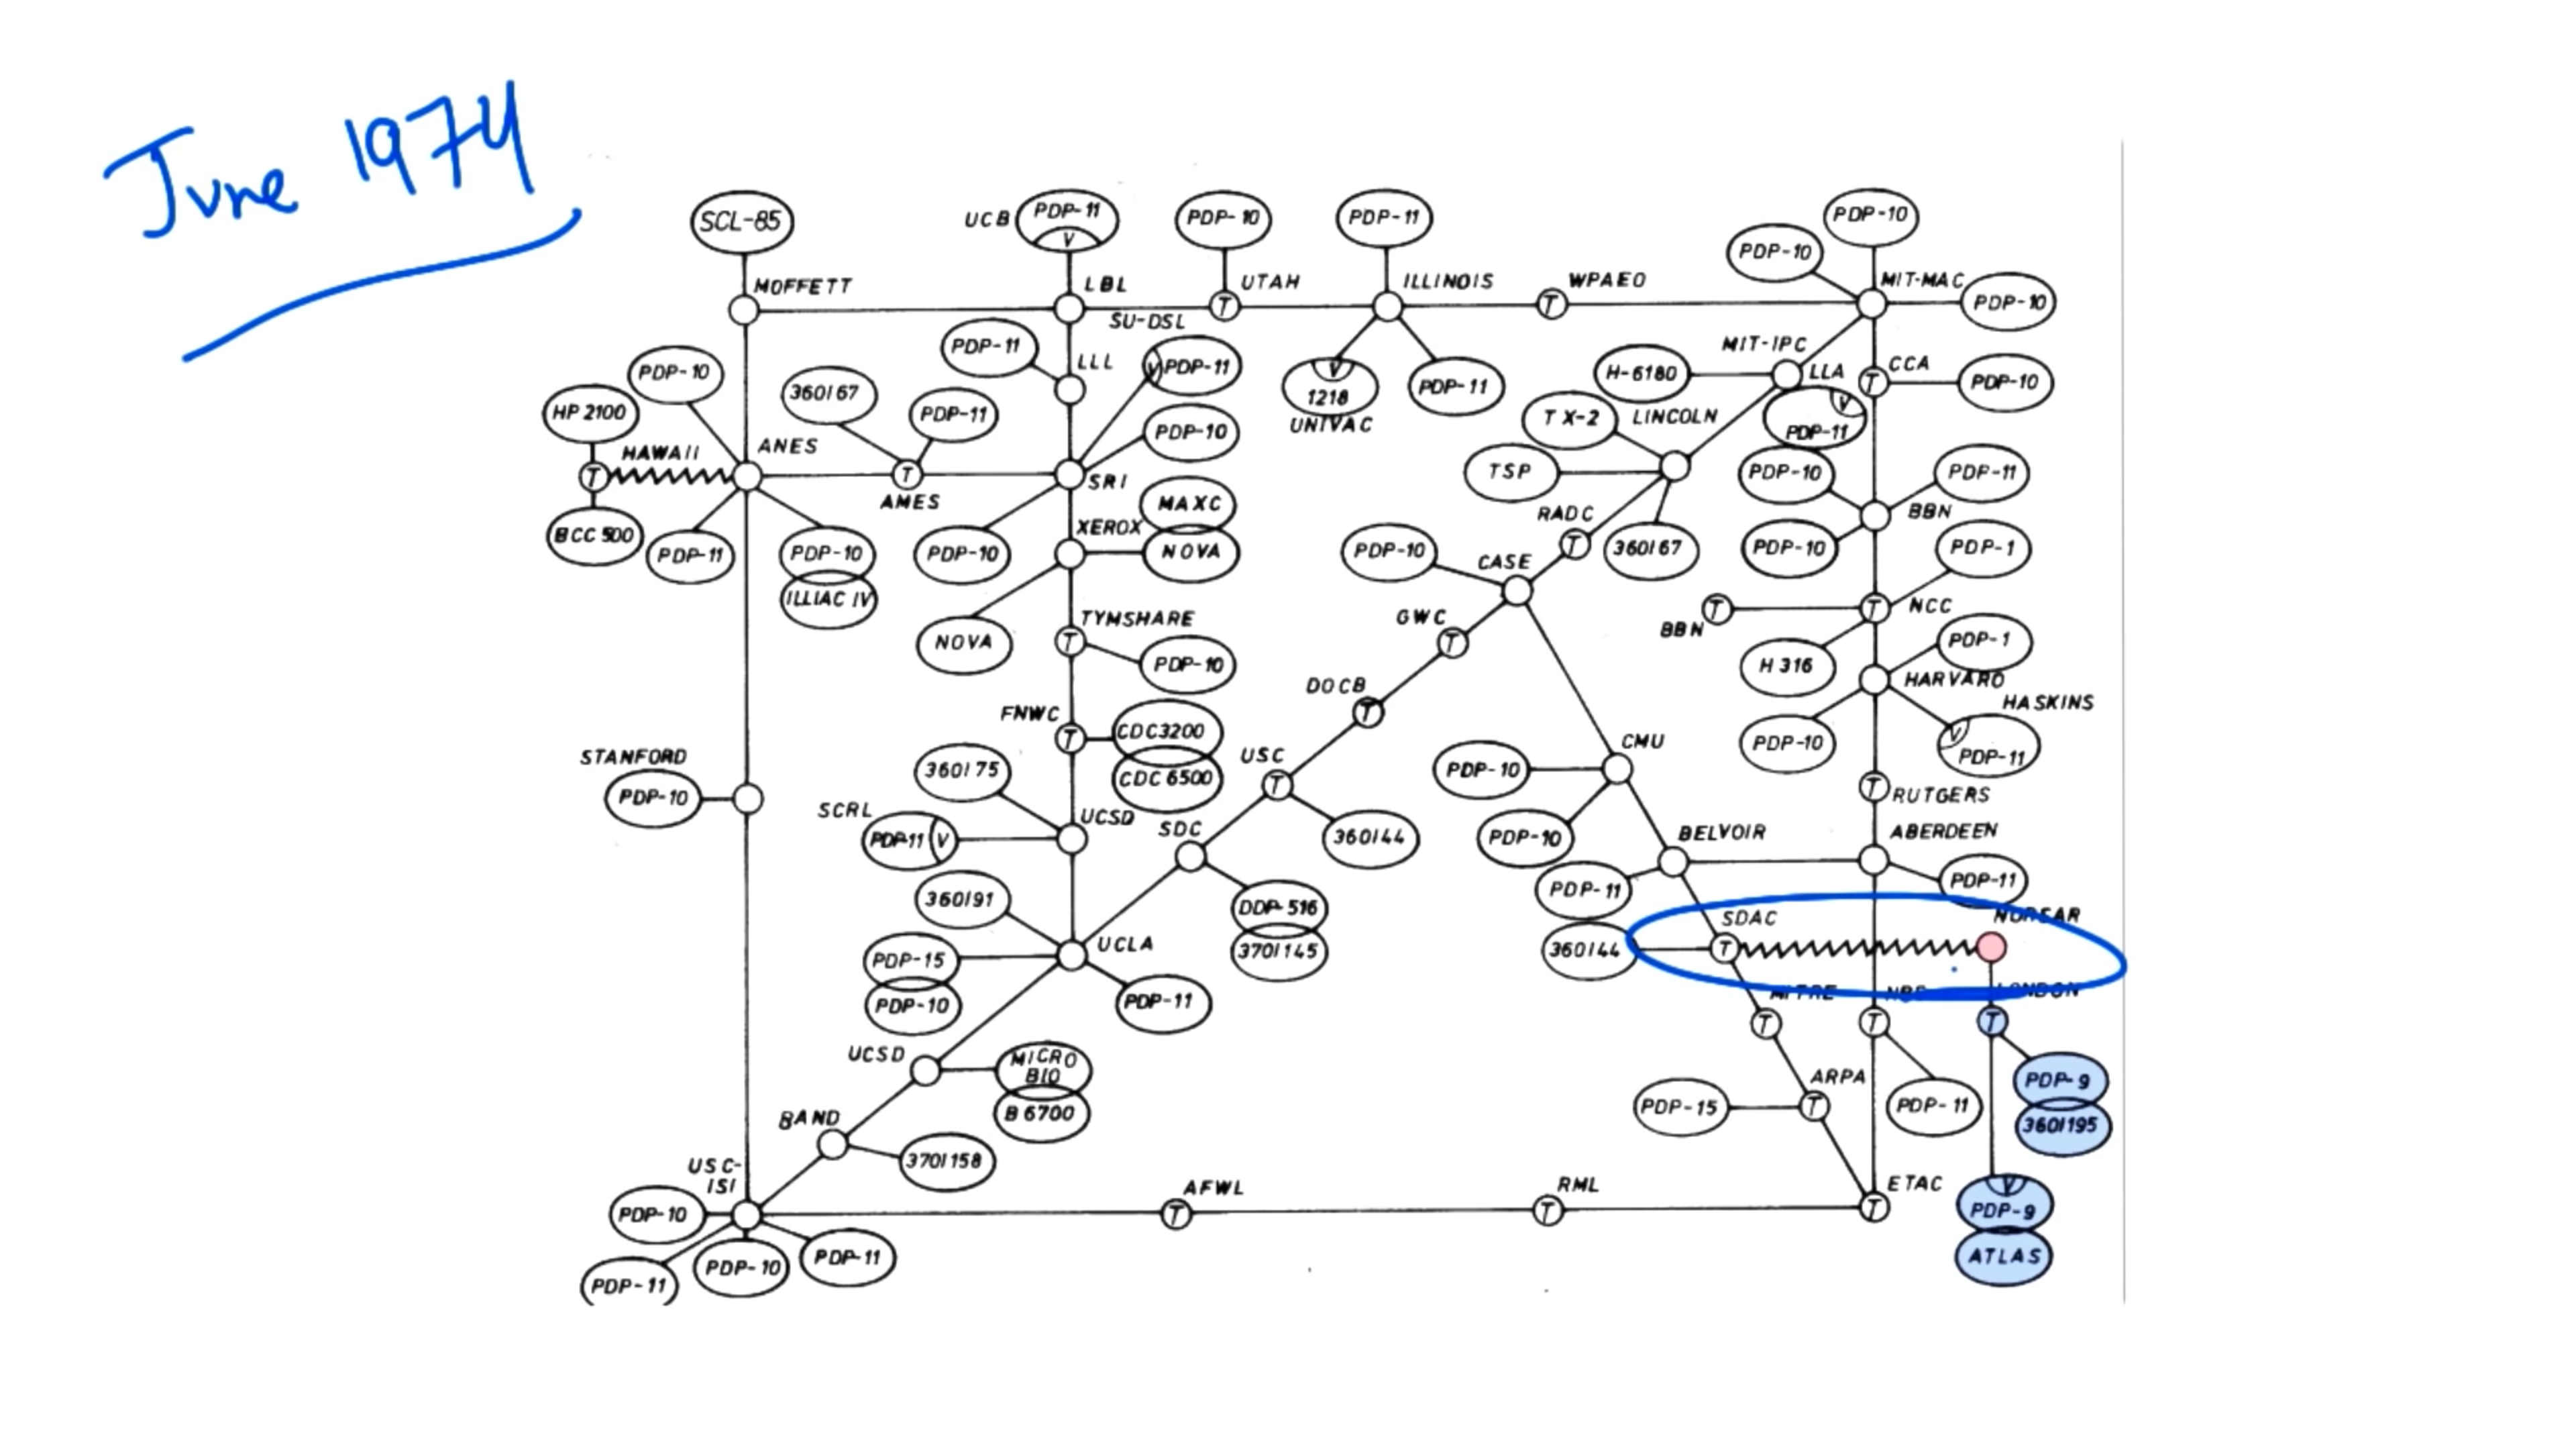 June 1974
SCL-85
UCB
PDP-11
V
PDP-10
PDP-11
PDP-10
PDP-10
MOFFETT
LBL
UTAH
ILLINOIS
WPAEO
MIT-MAC
PDP-10
T
T
SU-DSL
PDP-11
LLL
V PDP-11
MIT-IPC
H-6180
LLA
CCA
T
PDP-10
PDP-10
360/67
PDP-11
V
1218
UNIVAC
PDP-11
TX-2
LINCOLN
V
PDP-11
HP 2100
HAWAII
ANES
T
T
AMES
PDP-10
SRI
TSP
PDP-10
PDP-11
BCC 500
PDP-11
PDP-10
ILLIAC IV
PDP-10
XEROX
MAXC
NOVA
RADC
T
360/67
PDP-10
BBN
PDP-10
CASE
PDP-1
NOVA
TYMSHARE
T
PDP-10
GWC
T
BBN
T
T
NCC
H 316
PDP-1
HARVARD
HASKINS
DOCB
T
FNWC
T
CDC3200
CDC 6500
PDP-10
V
PDP-11
STANFORD
PDP-10
360/75
USC
T
CMU
PDP-10
T
RUTGERS
SCRL
PDP-11 V
UCSD
SDC
360/44
PDP-10
BELVOIR
ABERDEEN
PDP-11
PDP-11
360/91
DDP-516
370/145
SDAC
NORSAR
360/44
T
PDP-15
PDP-10
UCLA
PDP-11
MITRE
NBS
LONDON
T
T
T
UCSD
MICRO
BIO
B 6700
ARPA
PDP-15
T
PDP-11
PDP-9
360/195
BAND
370/158
USC-
ISI
PDP-10
AFWL
T
RML
T
ETAC
T
V
PDP-9
ATLAS
PDP-11
PDP-10
PDP-11